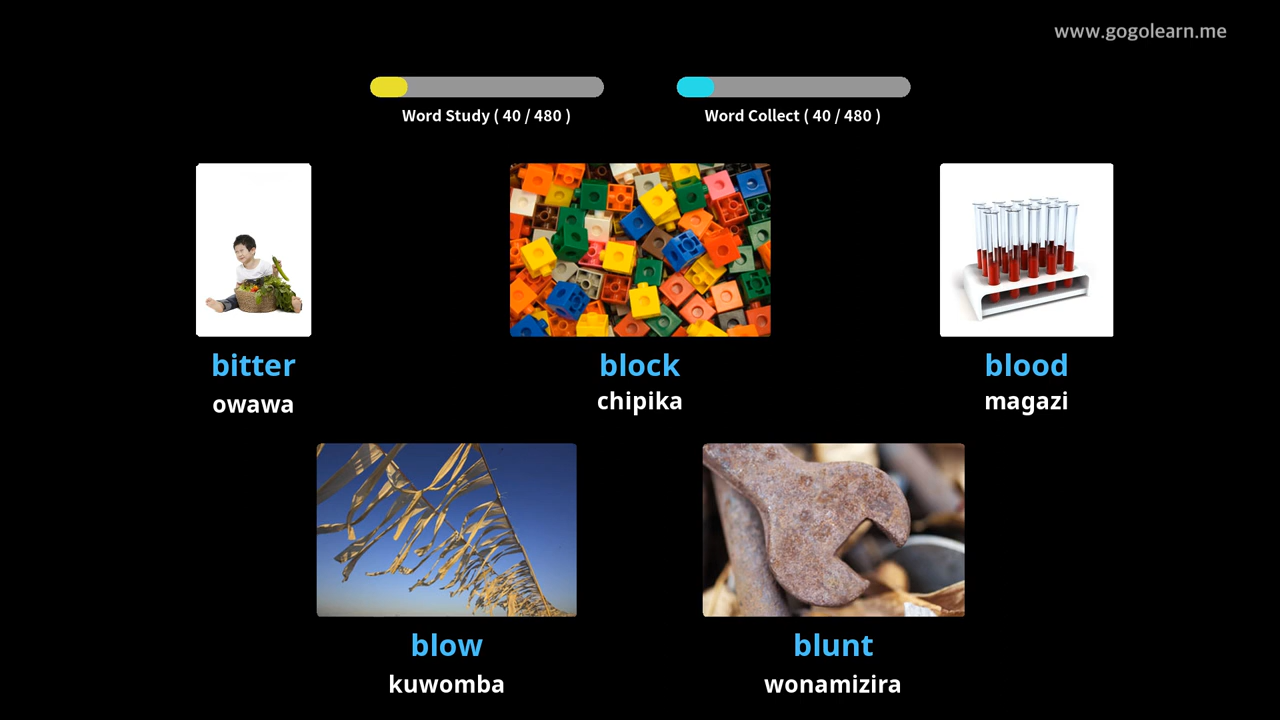 www.gogolearn.me
Word Study ( 40 / 480 )
Word Collect ( 40 / 480 )
bitter
owawa
block
chipika
blood
magazi
blow
kuwomba
blunt
wonamizira